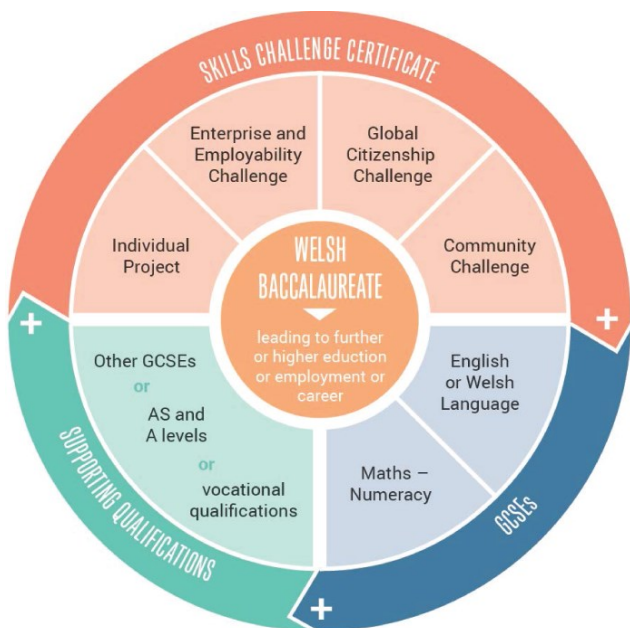 SKILLS CHALLENGE CERTIFICATE
Enterprise and
Employability
Challenge
Global
Citizenship
Challenge
Individual
Project
Community
Challenge
WELSH
BACCALAUREATE
leading to further
or higher eduction
or employment or
career
Other GCSEs
or
AS and
A levels
or
vocational
qualifications
English
or Welsh
Language
Maths –
Numeracy
SUPPORTING QUALIFICATIONS
GCSEs
+
+
+